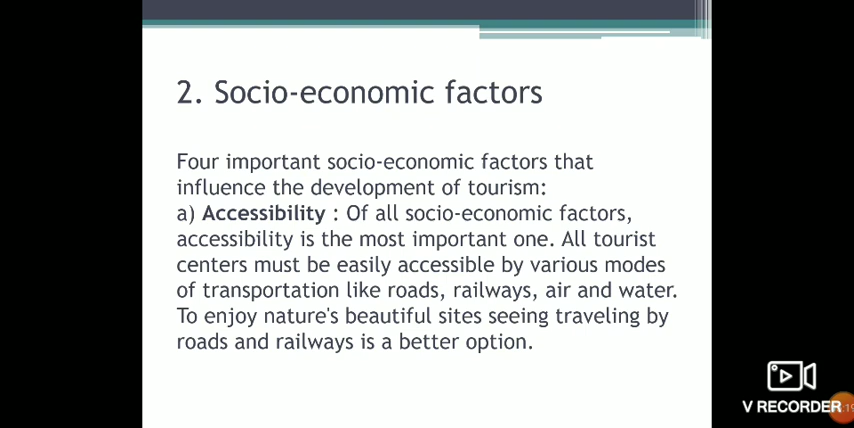 2. Socio-economic factors
Four important socio-economic factors that
influence the development of tourism:
a) Accessibility : Of all socio-economic factors,
accessibility is the most important one. All tourist
centers must be easily accessible by various modes
of transportation like roads, railways, air and water.
To enjoy nature's beautiful sites seeing traveling by
roads and railways is a better option.
V RECORDER